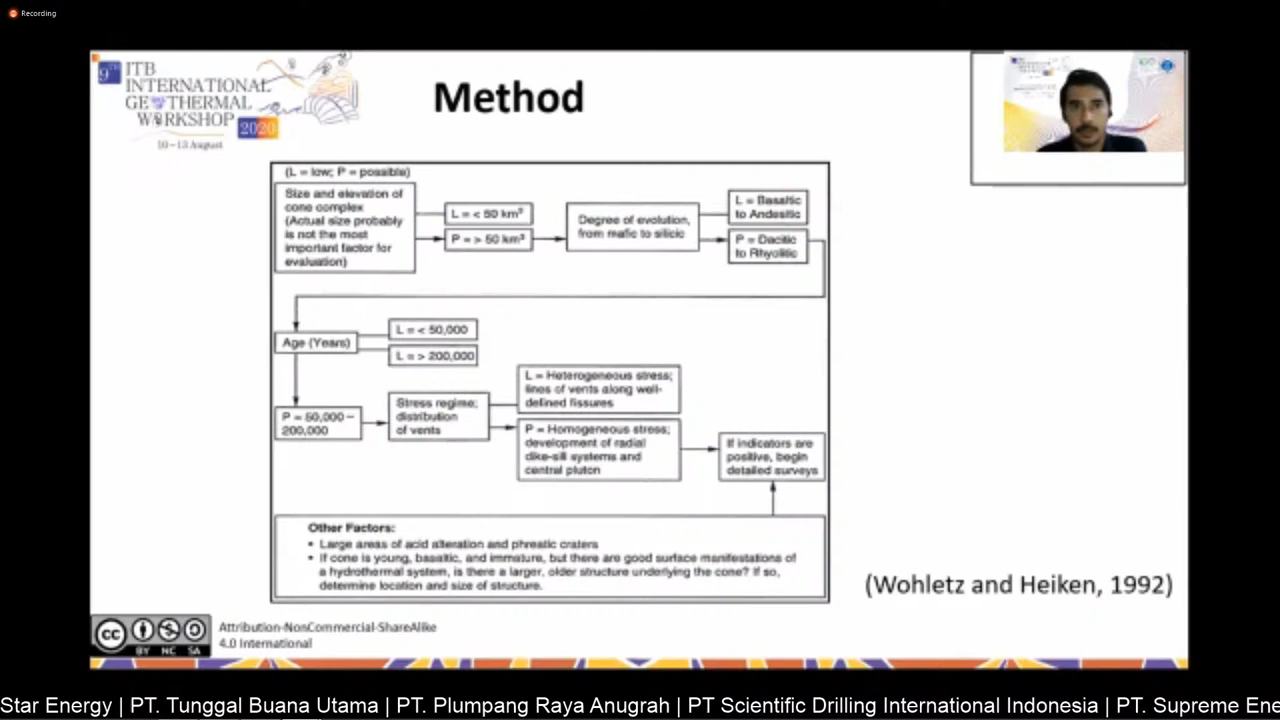 Recording
9TH ITB
INTERNATIONAL
GEOTHERMAL
WORKSHOP
2020
10-13 August
Method
(L = low; P = possible)
Size and elevation of
cone complex
(Actual size probably
is not the most
important factor for
evaluation)
L = < 50 km³
P = > 50 km³
Degree of evolution,
from mafic to silicic
L = Basaltic
to Andesitic
P = Dacitic
to Rhyolitic
Age (Years)
L = < 50,000
L = > 200,000
P = 50,000 –
200,000
Stress regime;
distribution
of vents
L = Heterogeneous stress;
lines of vents along well-
defined fissures
P = Homogeneous stress;
development of radial
dike-sill systems and
central pluton
If indicators are
positive, begin
detailed surveys
Other Factors:
• Large areas of acid alteration and phreatic craters
• If cone is young, basaltic, and immature, but there are good surface manifestations of
a hydrothermal system, is there a larger, older structure underlying the cone? If so,
determine location and size of structure.
(Wohletz and Heiken, 1992)
cc
BY NC SA
Attribution-NonCommercial-ShareAlike
4.0 International
Star Energy | PT. Tunggal Buana Utama | PT. Plumpang Raya Anugrah | PT Scientific Drilling International Indonesia | PT. Supreme Ene